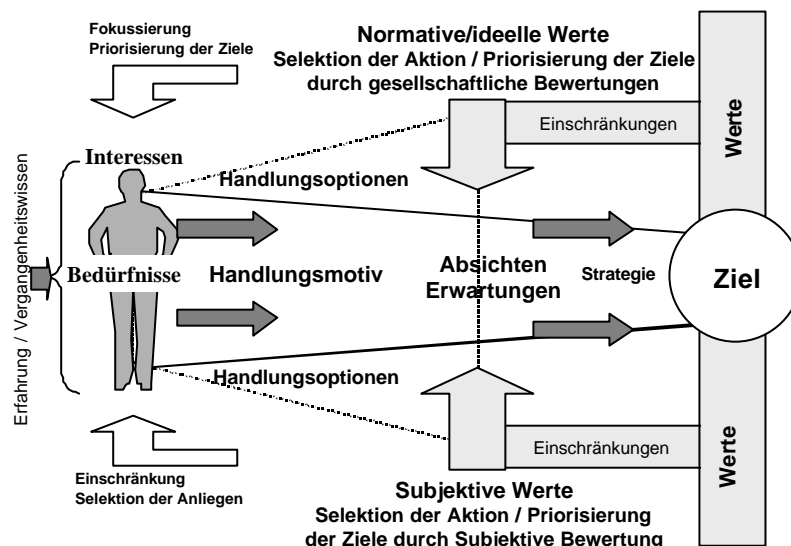 Fokussierung
Priorisierung der Ziele
Normative/ideelle Werte
Selektion der Aktion / Priorisierung der Ziele
durch gesellschaftliche Bewertungen
Einschränkungen
Werte
Interessen
Handlungsoptionen
Erfahrung / Vergangenheitswissen
Bedürfnisse
Handlungsmotiv
Absichten
Erwartungen
Strategie
Ziel
Handlungsoptionen
Einschränkungen
Werte
Einschränkung
Selektion der Anliegen
Subjektive Werte
Selektion der Aktion / Priorisierung
der Ziele durch Subjektive Bewertung